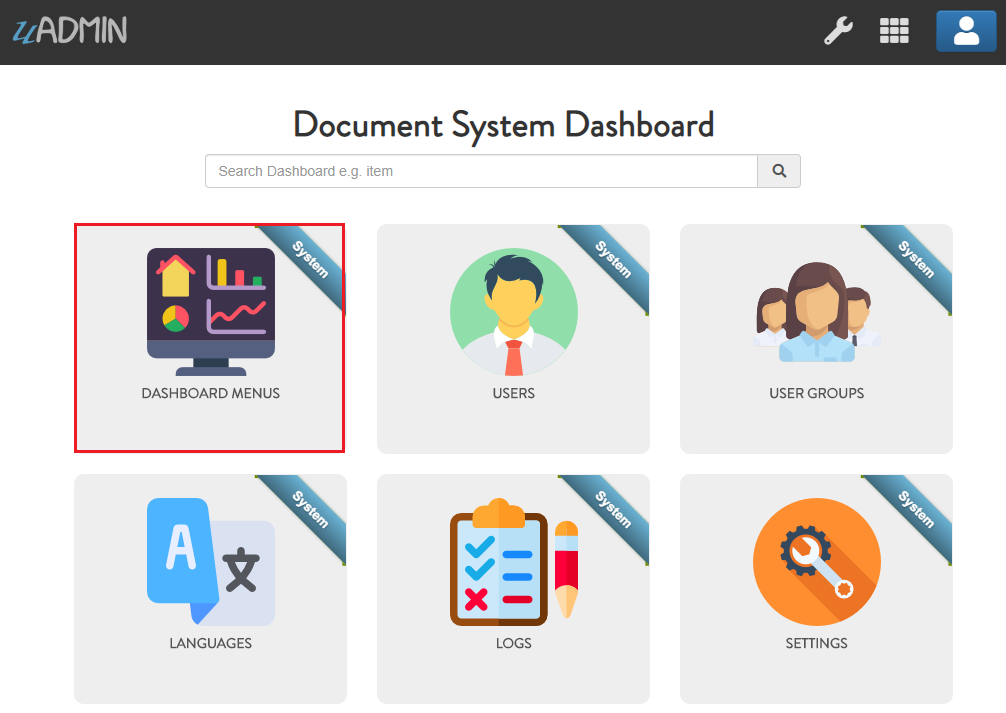 uADMIN
Document System Dashboard
Search Dashboard e.g. item
System
System
System
DASHBOARD MENUS
USERS
USER GROUPS
System
System
System
A 文
LANGUAGES
LOGS
SETTINGS